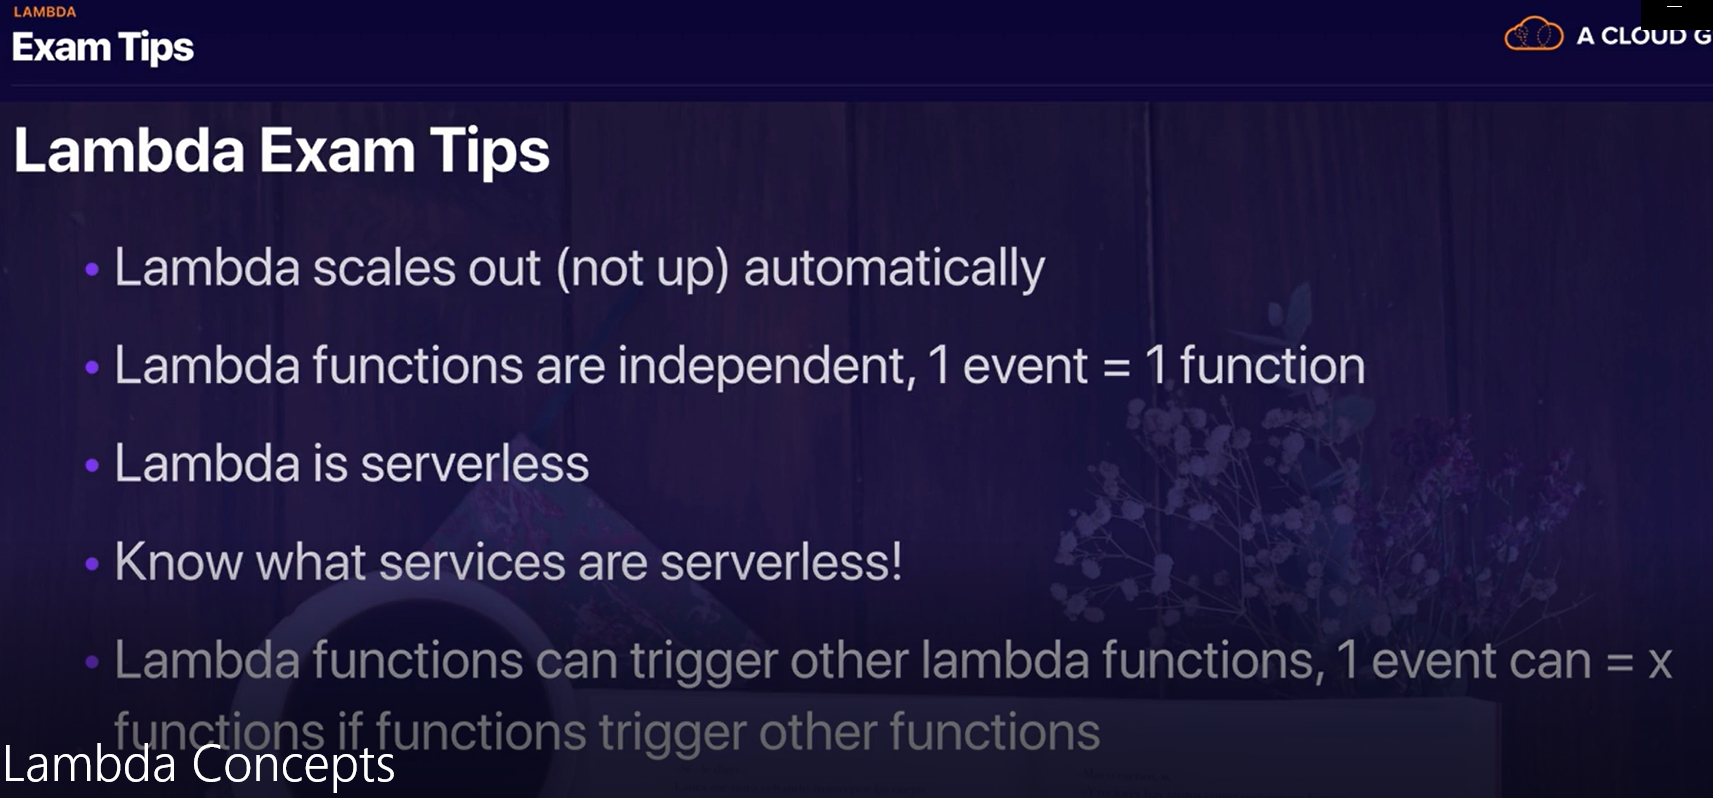 LAMBDA
Exam Tips
A CLOUD G
Lambda Exam Tips
• Lambda scales out (not up) automatically
• Lambda functions are independent, 1 event = 1 function
• Lambda is serverless
• Know what services are serverless!
• Lambda functions can trigger other lambda functions, 1 event can = x
functions if functions trigger other functions
Lambda Concepts